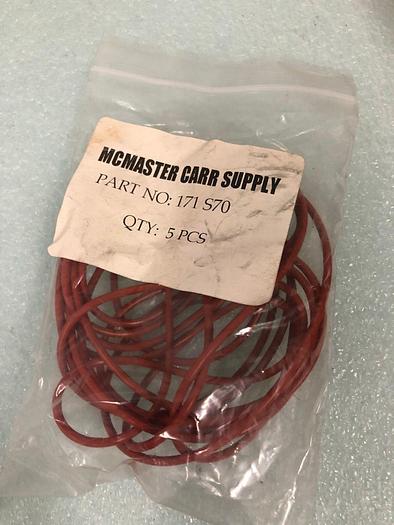 MCMASTER CARR SUPPLY
PART NO: 171 S70
QTY: 5 PCS